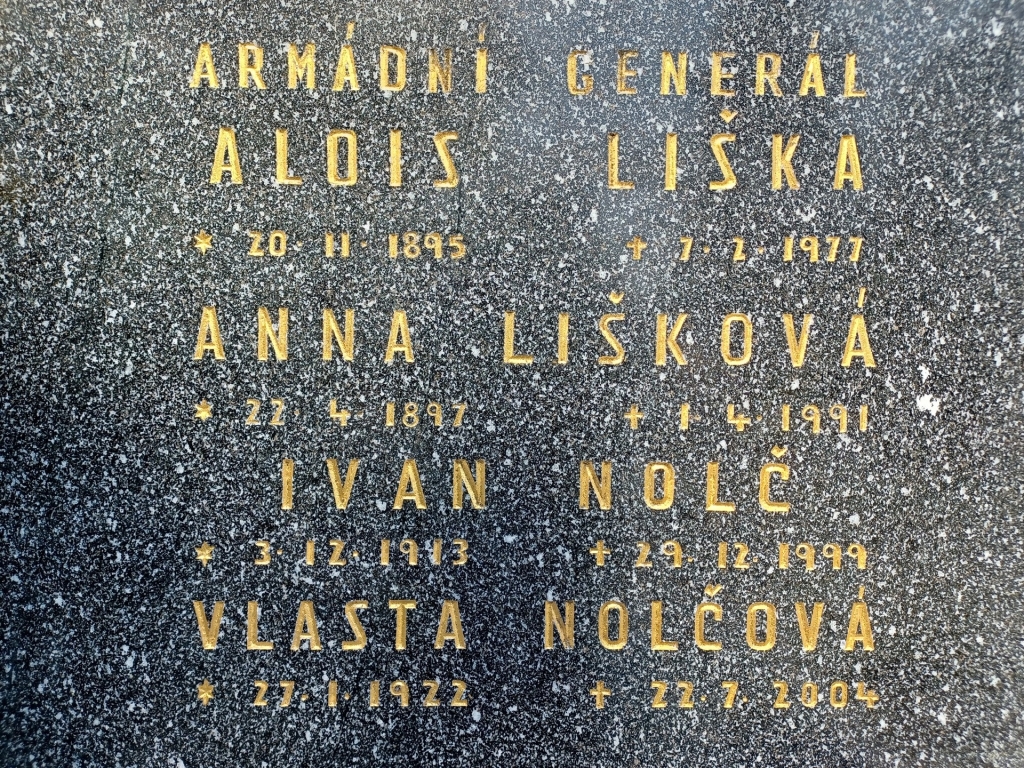 ARMÁDNÍ GENERÁL
ALOIS LIŠKA
* 20. 11. 1895 † 7. 2. 1977
ANNA LIŠKOVÁ
* 22. 4. 1897 † 1. 4. 1991
IVAN NOLČ
* 3. 12. 1913 † 29. 12. 1999
VLASTA NOLČOVÁ
* 27. 1. 1922 † 22. 7. 2004